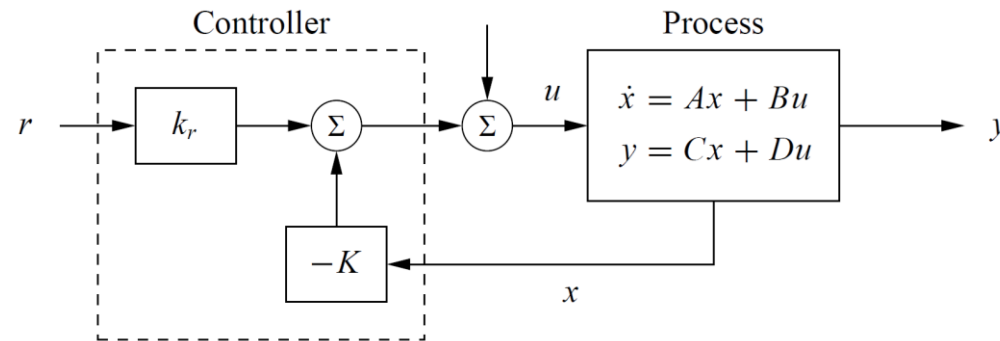 Controller
Process
r
k_r
Σ
Σ
u
ẋ = Ax + Bu
y = Cx + Du
y
−K
x